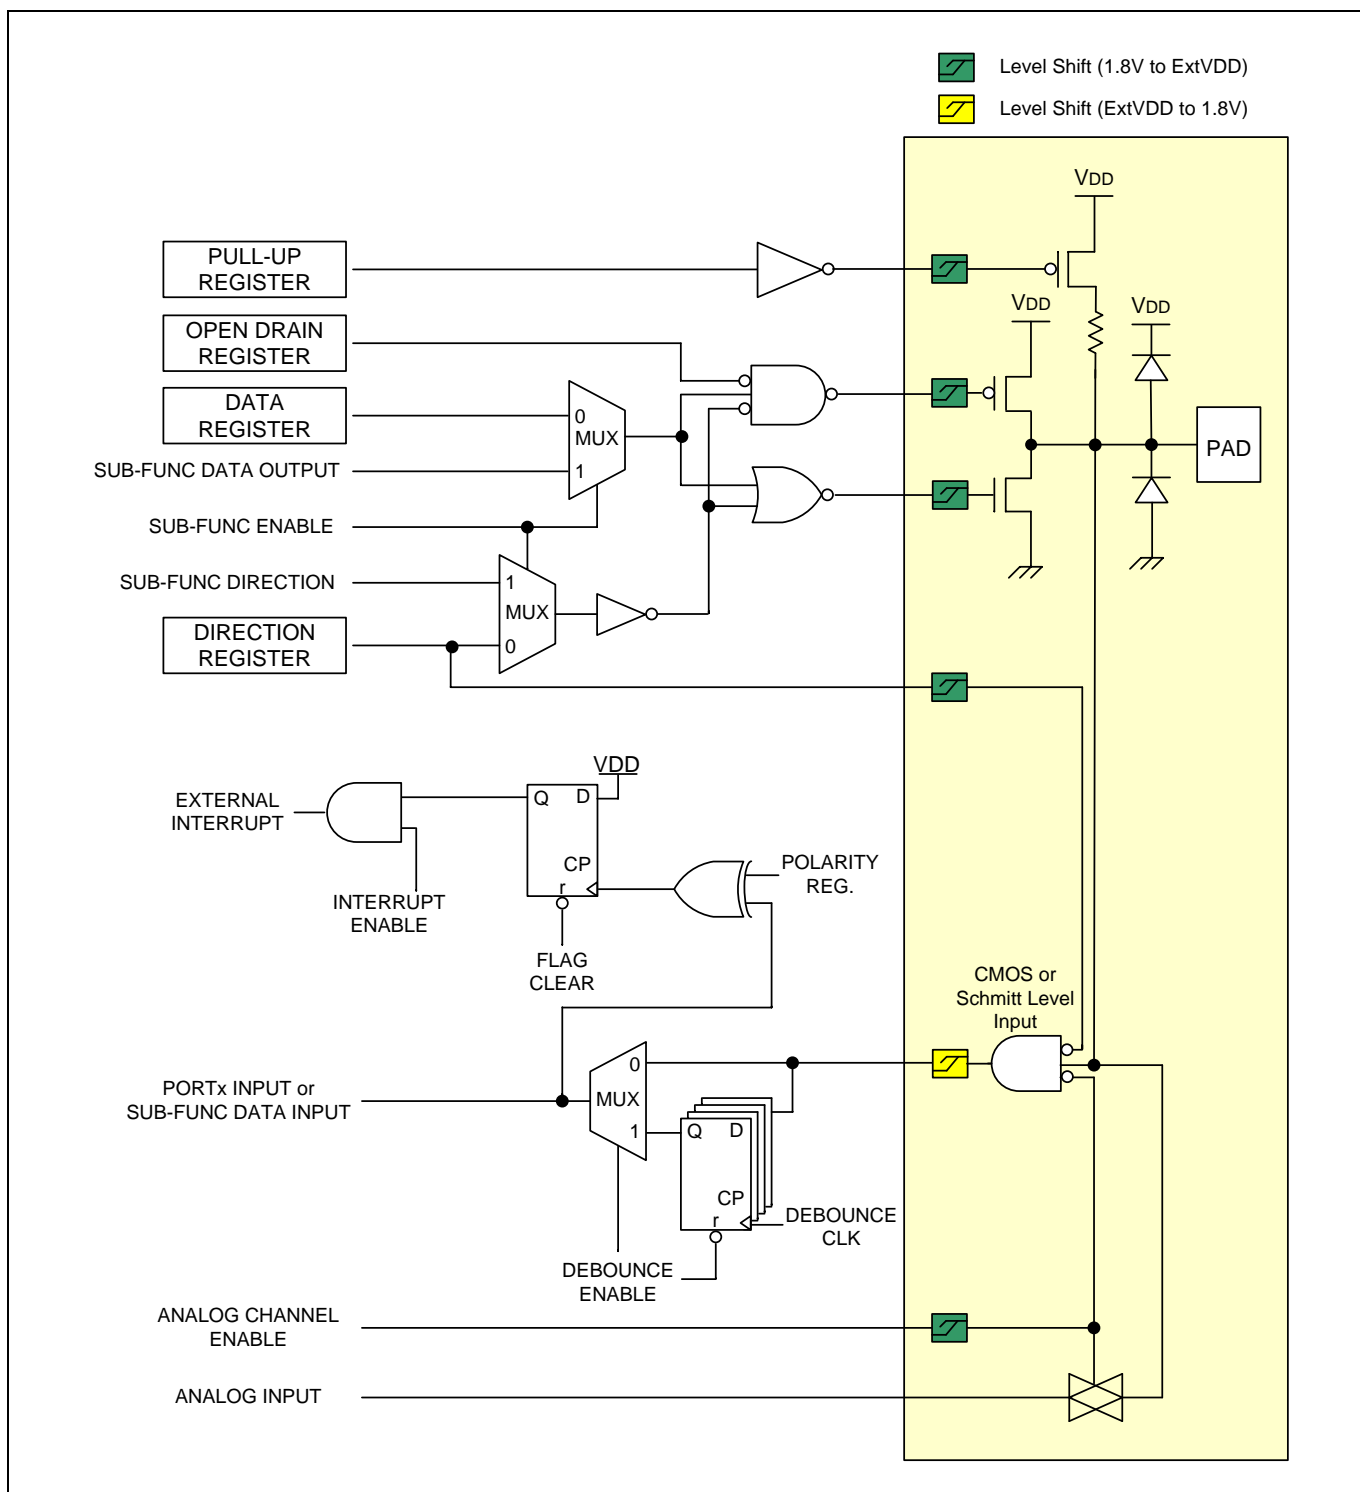 Level Shift (1.8V to ExtVDD)
Level Shift (ExtVDD to 1.8V)
VDD
PULL-UP
REGISTER
VDD
VDD
OPEN DRAIN
REGISTER
DATA
REGISTER
0
MUX
1
PAD
SUB-FUNC DATA OUTPUT
SUB-FUNC ENABLE
SUB-FUNC DIRECTION
1
MUX
0
DIRECTION
REGISTER
VDD
Q D
CP
r
EXTERNAL
INTERRUPT
POLARITY
REG.
INTERRUPT
ENABLE
FLAG
CLEAR
CMOS or
Schmitt Level
Input
0
MUX
1
PORTx INPUT or
SUB-FUNC DATA INPUT
Q D
CP
r
DEBOUNCE
CLK
DEBOUNCE
ENABLE
ANALOG CHANNEL
ENABLE
ANALOG INPUT